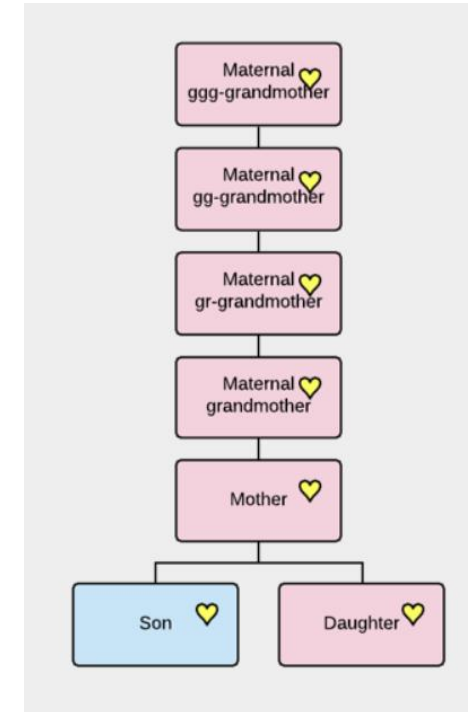 Maternal
ggg-grandmother
Maternal
gg-grandmother
Maternal
gr-grandmother
Maternal
grandmother
Mother
Son
Daughter